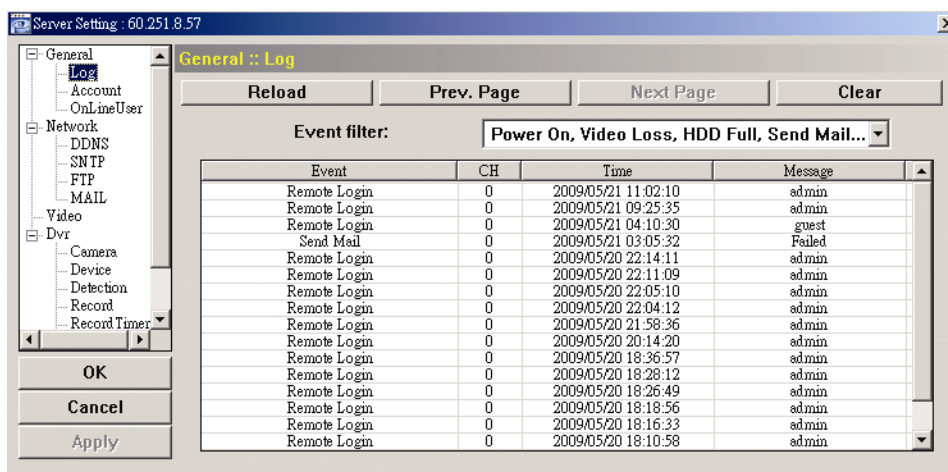 Server Setting : 60.251.8.57
General
Log
Account
OnLineUser
Network
DDNS
SNTP
FTP
MAIL
Video
Dvr
Camera
Device
Detection
Record
Record Timer
OK
Cancel
Apply
General :: Log
Reload Prev. Page Next Page Clear
Event filter: Power On, Video Loss, HDD Full, Send Mail...
Event CH Time Message
Remote Login 0 2009/05/21 11:02:10 admin
Remote Login 0 2009/05/21 09:25:35 admin
Remote Login 0 2009/05/21 04:10:30 guest
Send Mail 0 2009/05/21 03:05:32 Failed
Remote Login 0 2009/05/20 22:14:11 admin
Remote Login 0 2009/05/20 22:11:09 admin
Remote Login 0 2009/05/20 22:05:10 admin
Remote Login 0 2009/05/20 22:04:12 admin
Remote Login 0 2009/05/20 21:58:36 admin
Remote Login 0 2009/05/20 20:14:20 admin
Remote Login 0 2009/05/20 18:36:57 admin
Remote Login 0 2009/05/20 18:28:12 admin
Remote Login 0 2009/05/20 18:26:49 admin
Remote Login 0 2009/05/20 18:18:56 admin
Remote Login 0 2009/05/20 18:16:33 admin
Remote Login 0 2009/05/20 18:10:58 admin